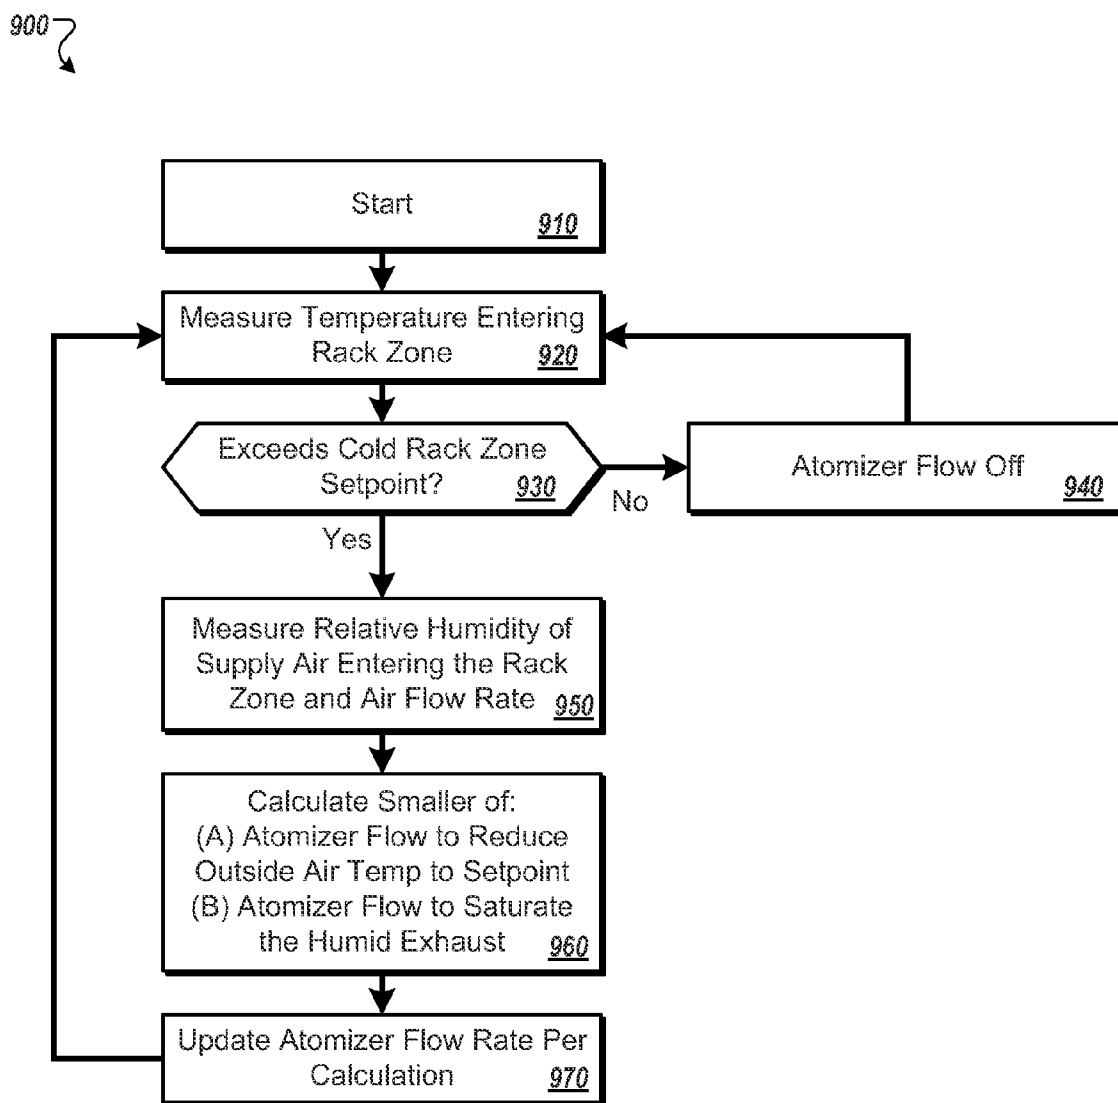 900
Start
910
Measure Temperature Entering
Rack Zone
920
Exceeds Cold Rack Zone
Setpoint?
930
No
Atomizer Flow Off
940
Yes
Measure Relative Humidity of
Supply Air Entering the Rack
Zone and Air Flow Rate
950
Calculate Smaller of:
(A) Atomizer Flow to Reduce
Outside Air Temp to Setpoint
(B) Atomizer Flow to Saturate
the Humid Exhaust
960
Update Atomizer Flow Rate Per
Calculation
970